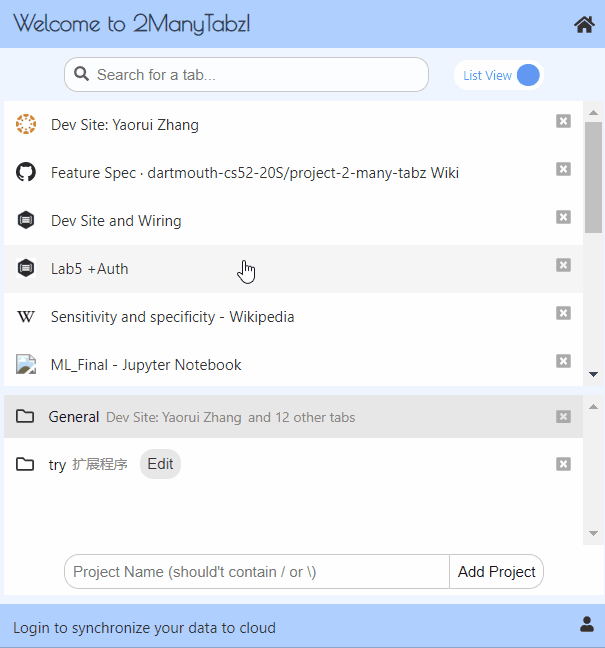 Welcome to 2ManyTabz!
Search for a tab...
List View
Dev Site: Yaorui Zhang
Feature Spec · dartmouth-cs52-20S/project-2-many-tabz Wiki
Dev Site and Wiring
Lab5 +Auth
W Sensitivity and specificity - Wikipedia
ML_Final - Jupyter Notebook
General Dev Site: Yaorui Zhang and 12 other tabs
try 扩展程序 Edit
Project Name (should't contain / or \)
Add Project
Login to synchronize your data to cloud